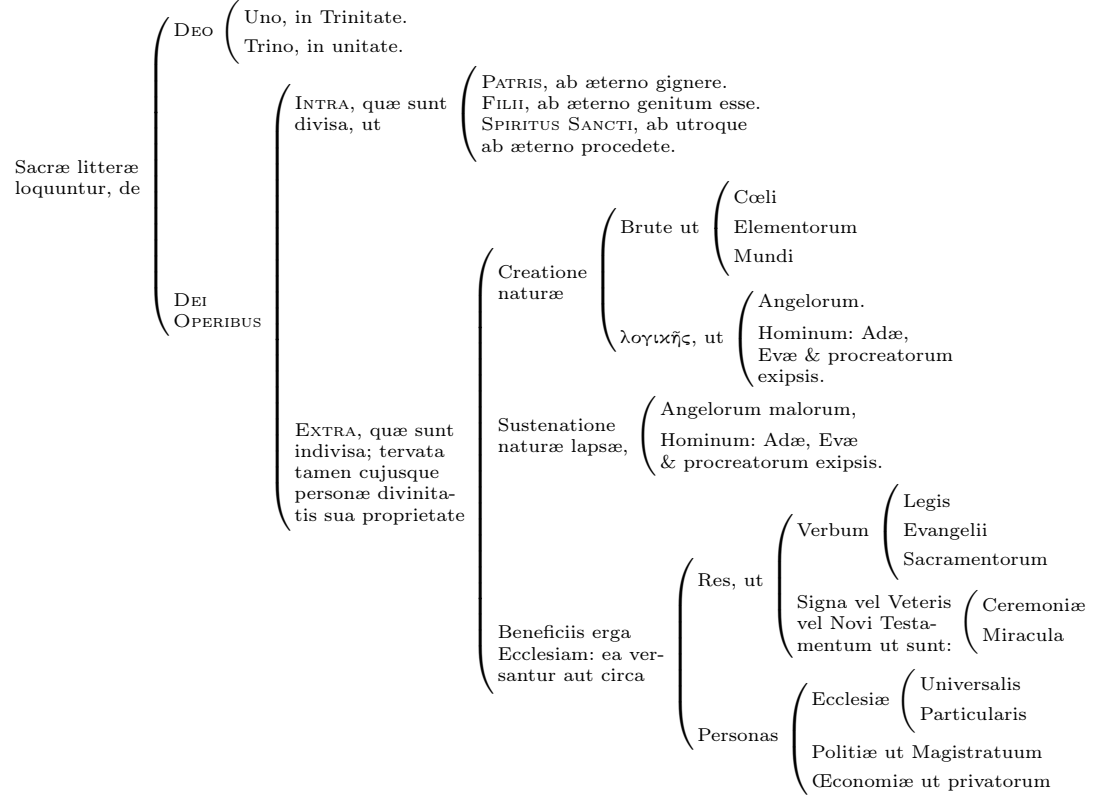 Sacræ litteræ
loquuntur, de
Deo
Uno, in Trinitate.
Trino, in unitate.
Dei
Operibus
Intra, quæ sunt
divisa, ut
Patris, ab æterno gignere.
Filii, ab æterno genitum esse.
Spiritus Sancti, ab utroque
ab æterno procedete.
Extra, quæ sunt
indivisa; tervata
tamen cujusque
personæ divinita-
tis sua proprietate
Creatione
naturæ
Brute ut
Cœli
Elementorum
Mundi
λογικῆς, ut
Angelorum.
Hominum: Adæ,
Evæ & procreatorum
exipsis.
Sustenatione
naturæ lapsæ,
Angelorum malorum,
Hominum: Adæ, Evæ
& procreatorum exipsis.
Beneficiis erga
Ecclesiam: ea ver-
santur aut circa
Res, ut
Verbum
Legis
Evangelii
Sacramentorum
Signa vel Veteris
vel Novi Testa-
mentum ut sunt:
Ceremoniæ
Miracula
Personas
Ecclesiæ
Universalis
Particularis
Politiæ ut Magistratuum
Œconomiæ ut privatorum